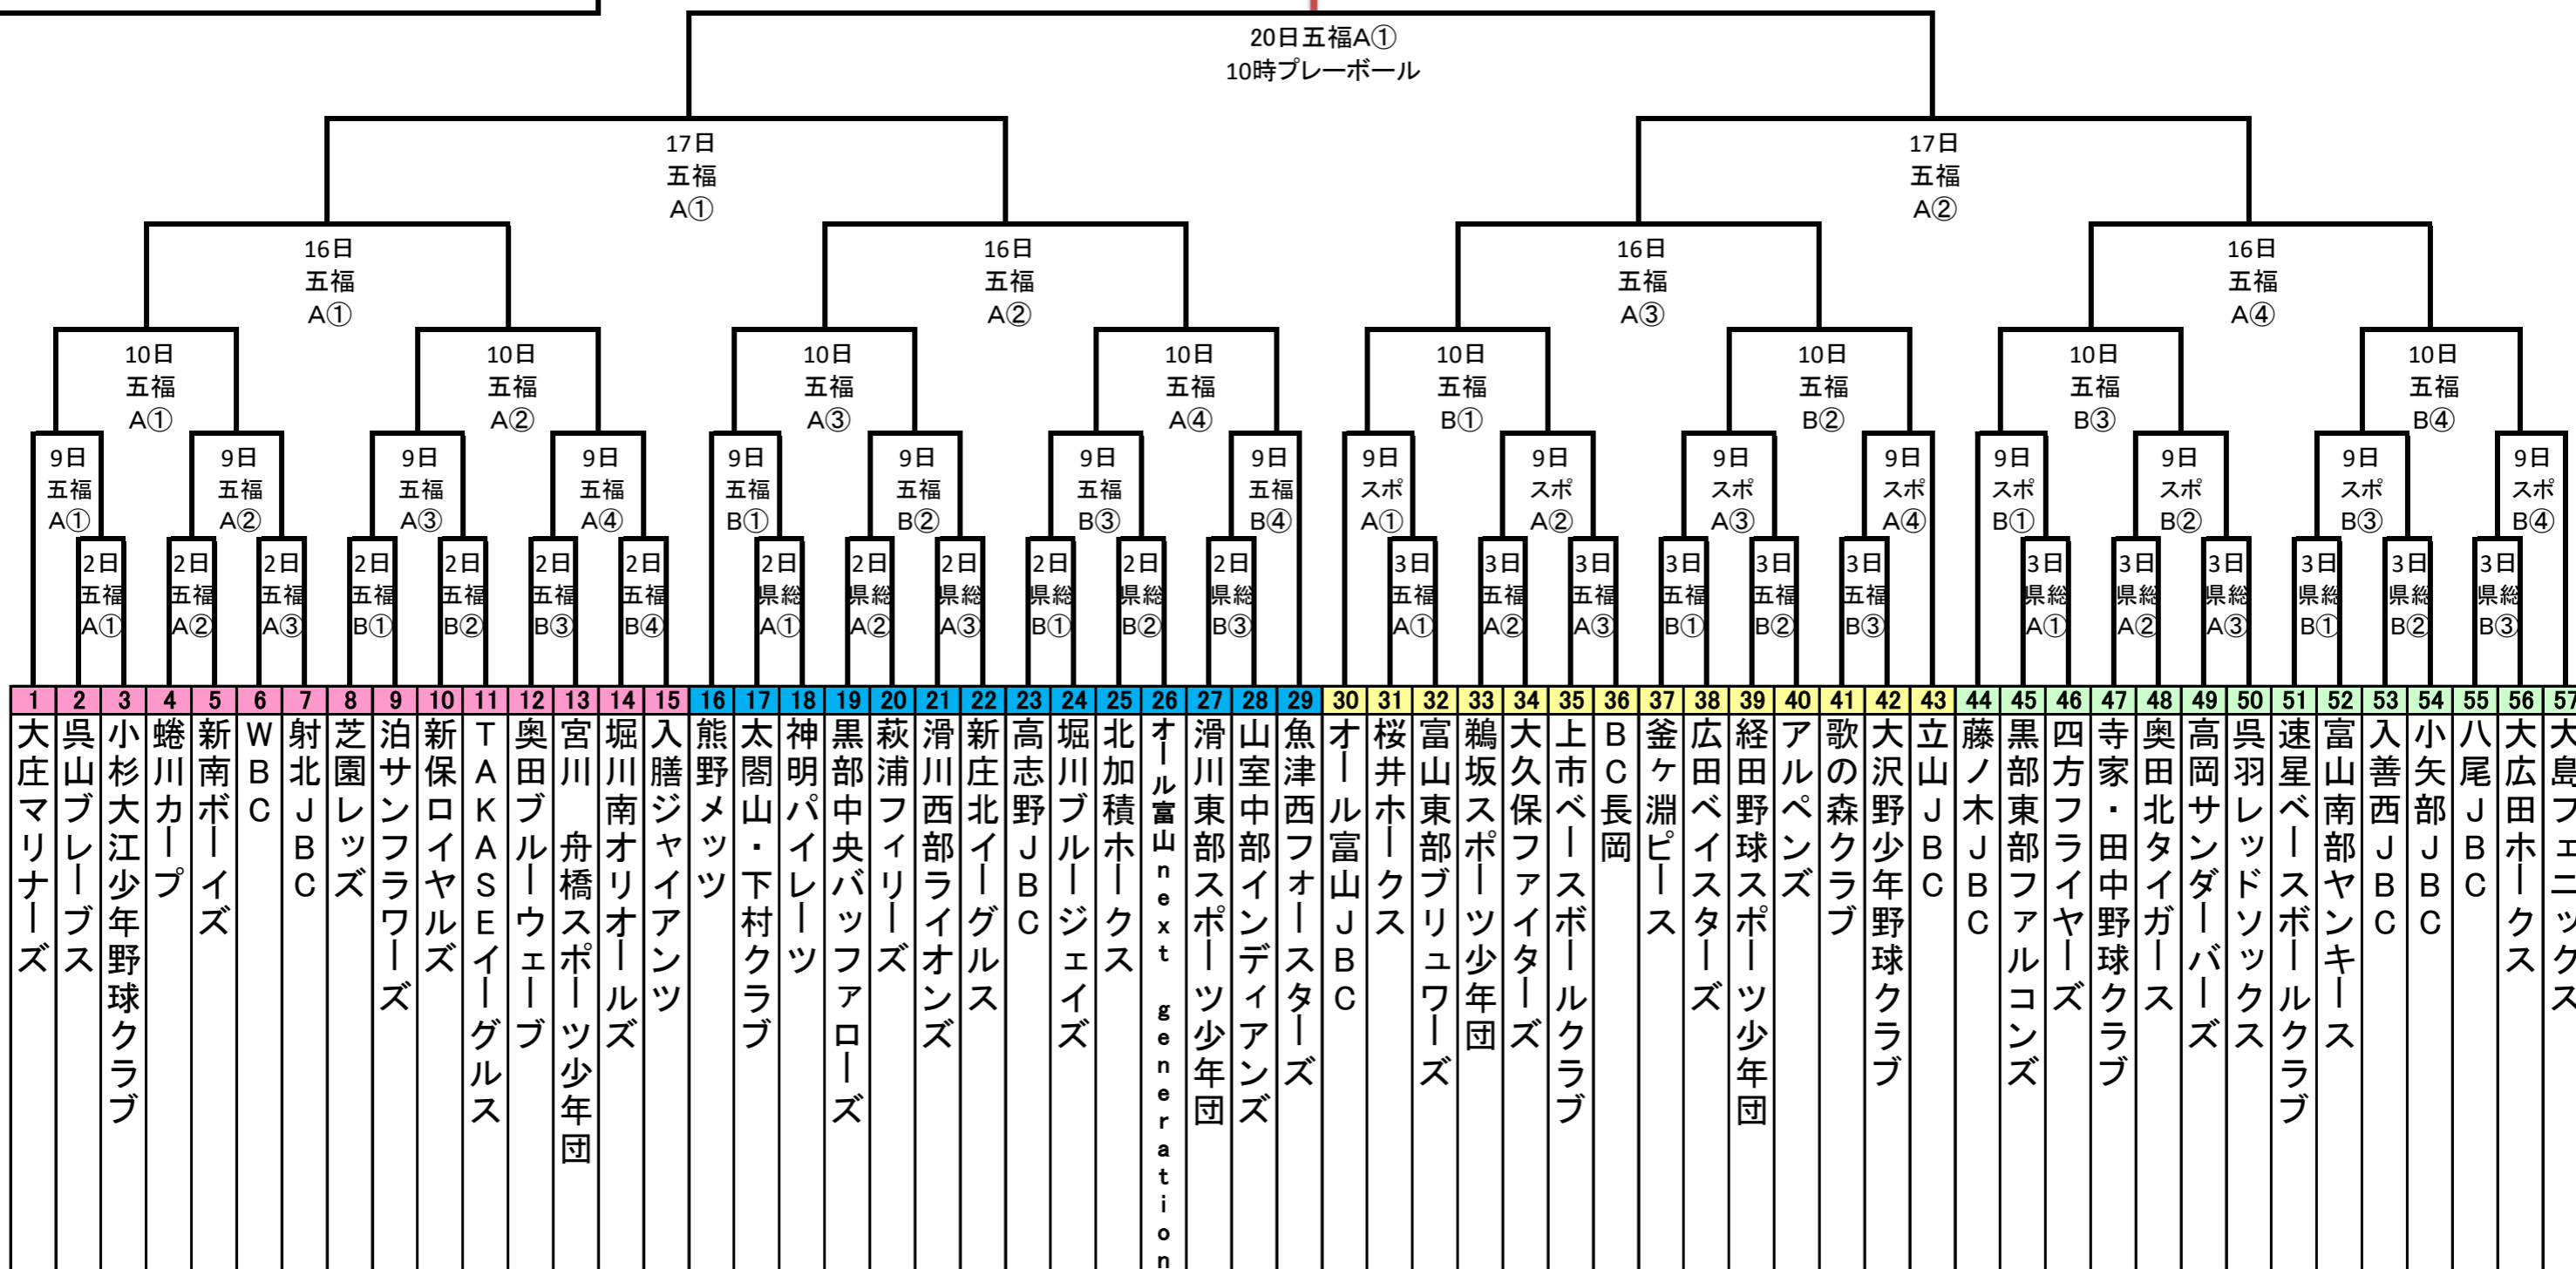 20日五福A①
10時プレーボール
17日
五福
A①
17日
五福
A②
16日
五福
A①
16日
五福
A②
16日
五福
A③
16日
五福
A④
10日
五福
A①
10日
五福
A②
10日
五福
A③
10日
五福
A④
10日
五福
B①
10日
五福
B②
10日
五福
B③
10日
五福
B④
9日
五福
A①
9日
五福
A②
9日
五福
A③
9日
五福
A④
9日
五福
B①
9日
五福
B②
9日
五福
B③
9日
五福
B④
9日
スポ
A①
9日
スポ
A②
9日
スポ
A③
9日
スポ
A④
9日
スポ
B①
9日
スポ
B②
9日
スポ
B③
9日
スポ
B④
2日
五福
A①
2日
五福
A②
2日
五福
A③
2日
五福
B①
2日
五福
B②
2日
五福
B③
2日
五福
B④
2日
県総
A①
2日
県総
A②
2日
県総
A③
2日
県総
B①
2日
県総
B②
2日
県総
B③
3日
五福
A①
3日
五福
A②
3日
五福
A③
3日
五福
B①
3日
五福
B②
3日
五福
B③
3日
県総
A①
3日
県総
A②
3日
県総
A③
3日
県総
B①
3日
県総
B②
3日
県総
B③
1 大庄マリナーズ
2 呉山ブレーブス
3 小杉大江少年野球クラブ
4 蜷川カープ
5 新南ボーイズ
6 WBC
7 射北JBC
8 芝園レッズ
9 泊サンフラワーズ
10 新保ロイヤルズ
11 TAKASEイーグルス
12 奥田ブルーウェーブ
13 宮川 舟橋スポーツ少年団
14 堀川南オリオールズ
15 入膳ジャイアンツ
16 熊野メッツ
17 太閤山・下村クラブ
18 神明パイレーツ
19 黒部中央バッファローズ
20 萩浦フィリーズ
21 滑川西部ライオンズ
22 新庄北イーグルス
23 高志野JBC
24 堀川ブルージェイズ
25 北加積ホークス
26 オール富山next generation
27 滑川東部スポーツ少年団
28 山室中部インディアンズ
29 魚津西フォースターズ
30 オール富山JBC
31 桜井ホークス
32 富山東部ブリュワーズ
33 鵜坂スポーツ少年団
34 大久保ファイターズ
35 上市ベースボールクラブ
36 BC長岡
37 釜ヶ淵ピース
38 広田ベイスターズ
39 経田野球スポーツ少年団
40 アルペンズ
41 歌の森クラブ
42 大沢野少年野球クラブ
43 立山JBC
44 藤ノ木JBC
45 黒部東部ファルコンズ
46 四方フライヤーズ
47 寺家・田中野球クラブ
48 奥田北タイガース
49 高岡サンダーバーズ
50 呉羽レッドソックス
51 速星ベースボールクラブ
52 富山南部ヤンキース
53 入善西JBC
54 小矢部JBC
55 八尾JBC
56 大広田ホークス
57 大島フェニックス